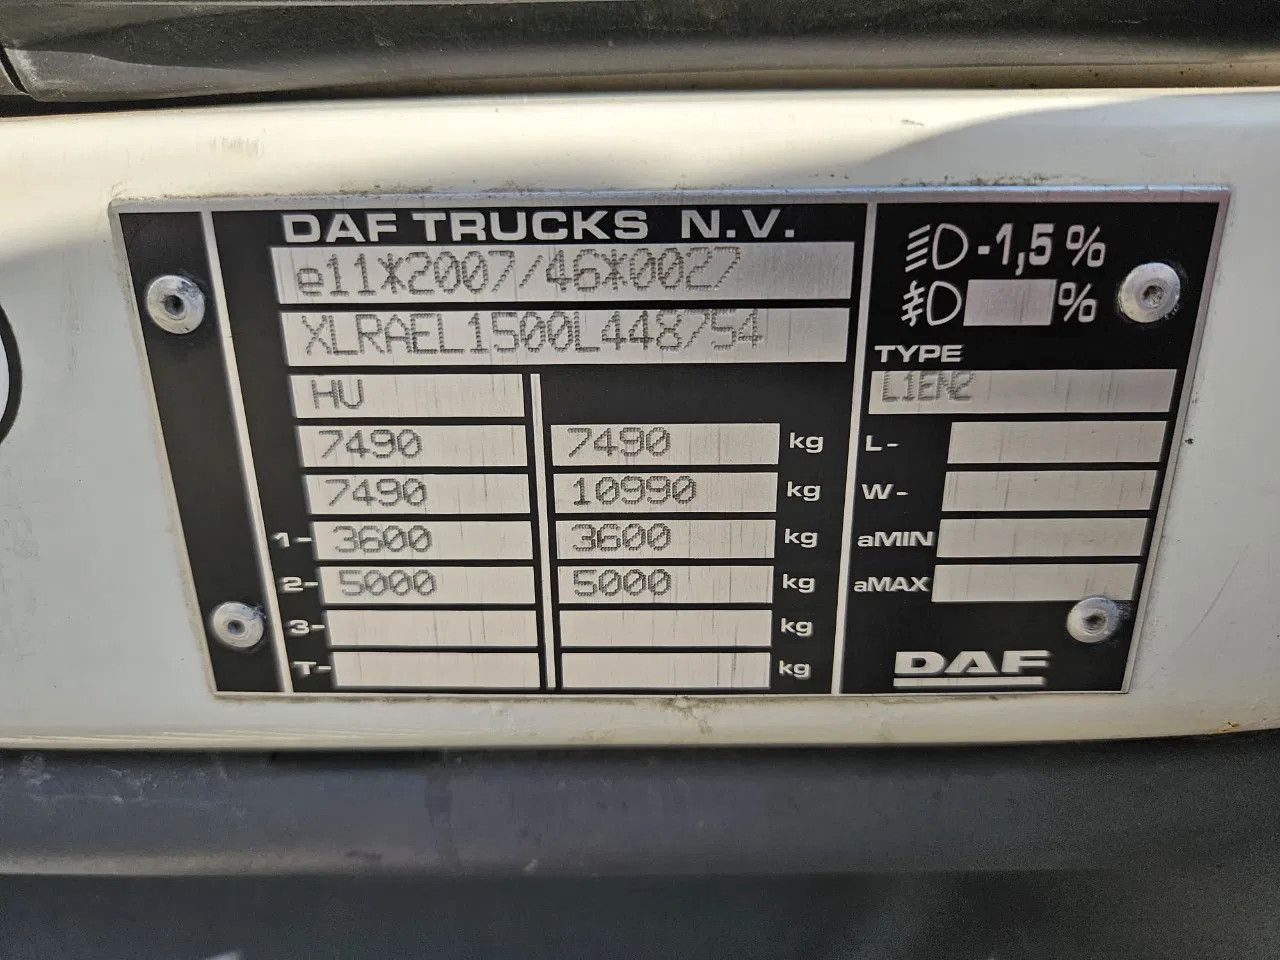 DAF TRUCKS N.V.
e11*2007/46*0027
XLRAEL1500L448754
HV
7490 7490 kg
7490 10990 kg
1- 3600 3600 kg
2- 5000 5000 kg
3- kg
T- kg
D -1,5%
D %
TYPE
L1EN2
L-
W-
aMIN
aMAX
DAF